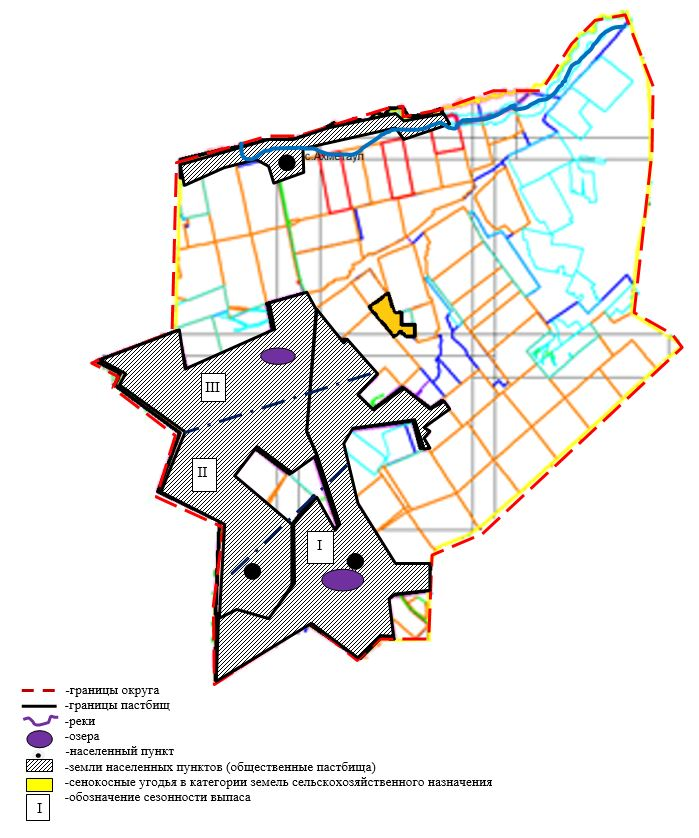 с.Ахметаул
III
II
I
-границы округа
-границы пастбищ
-реки
-озера
-населенный пункт
-земли населенных пунктов (общественные пастбища)
-сенокосные угодья в категории земель сельскохозяйственного назначения
I -обозначение сезонности выпаса